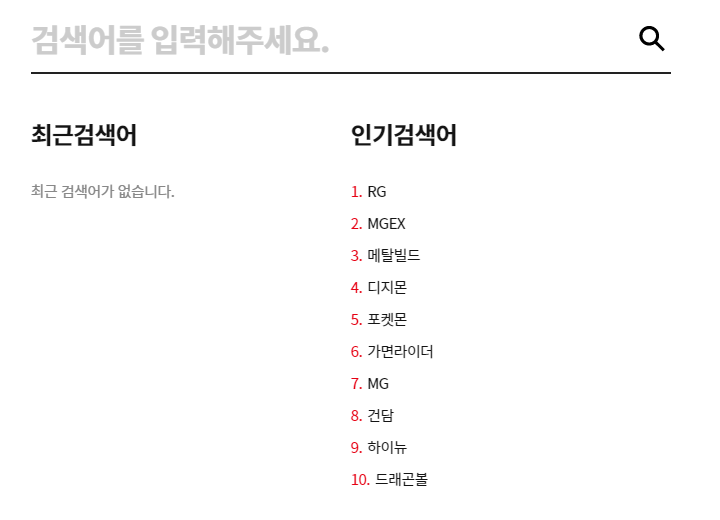 검색어를 입력해주세요.
최근검색어
최근 검색어가 없습니다.
인기검색어
1. RG
2. MGEX
3. 메탈빌드
4. 디지몬
5. 포켓몬
6. 가면라이더
7. MG
8. 건담
9. 하이뉴
10. 드래곤볼